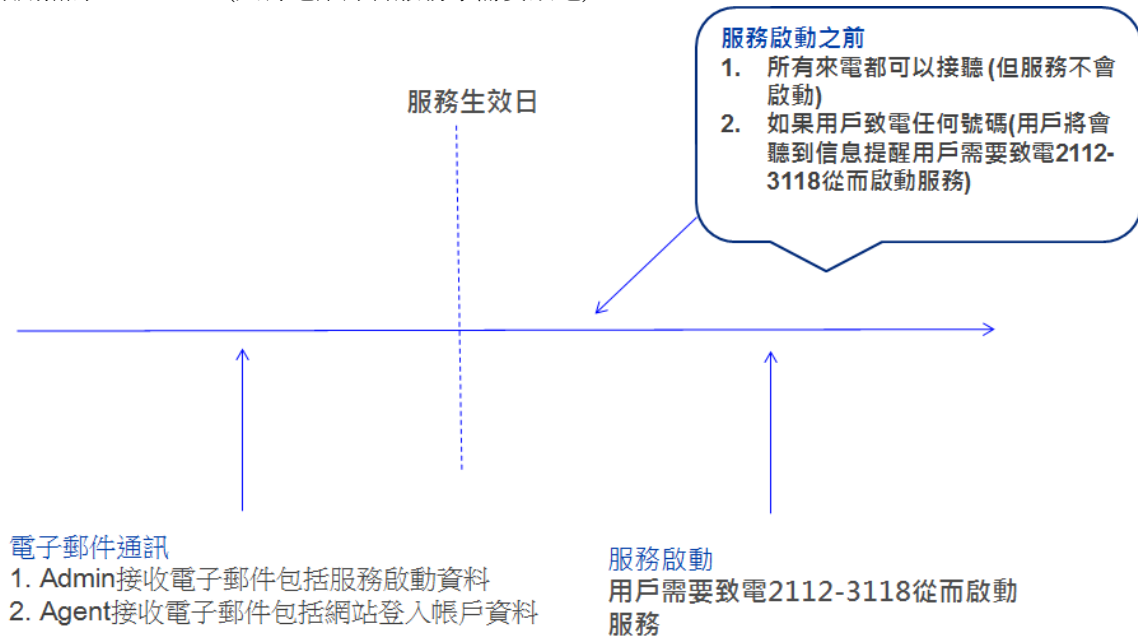 服務啟動之前
1. 所有來電都可以接聽(但服務不會
啟動)
2. 如果用戶致電任何號碼(用戶將會
聽到信息提醒用戶需要致電2112-
3118從而啟動服務)
服務生效日
電子郵件通訊
1. Admin接收電子郵件包括服務啟動資料
2. Agent接收電子郵件包括網站登入帳戶資料
服務啟動
用戶需要致電2112-3118從而啟動
服務